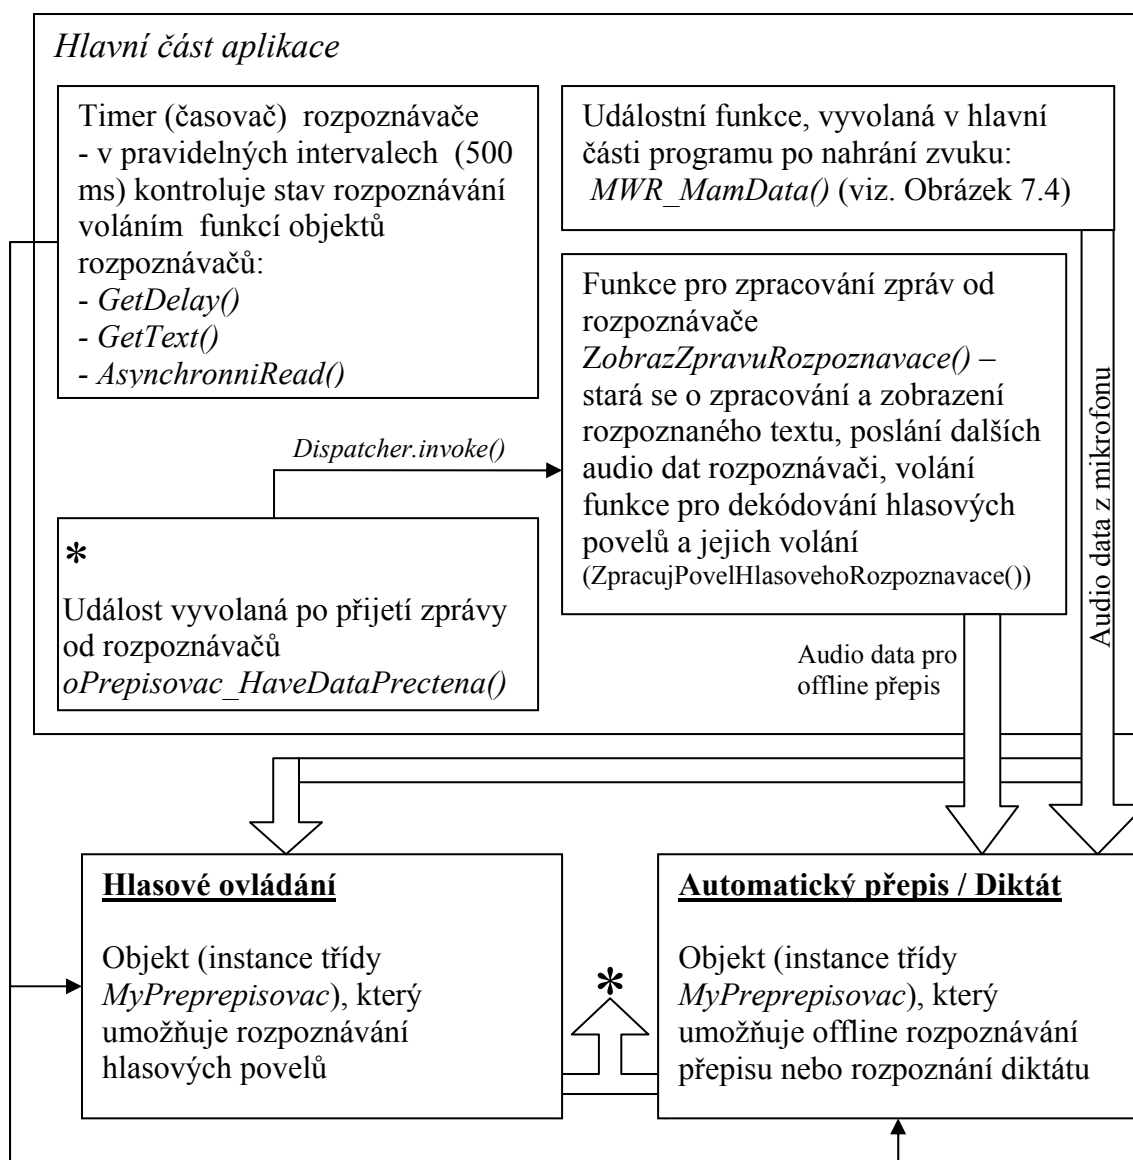 Hlavní část aplikace
Timer (časovač)  rozpoznávače
- v pravidelných intervalech  (500
ms) kontroluje stav rozpoznávání
voláním  funkcí objektů
rozpoznávačů:
- GetDelay()
- GetText()
- AsynchronniRead()
Událostní funkce, vyvolaná v hlavní
části programu po nahrání zvuku:
MWR_MamData() (viz. Obrázek 7.4)
Funkce pro zpracování zpráv od
rozpoznávače
ZobrazZpravuRozpoznavace() –
stará se o zpracování a zobrazení
rozpoznaného textu, poslání dalších
audio dat rozpoznávači, volání
funkce pro dekódování hlasových
povelů a jejich volání
(ZpracujPovelHlasovehoRozpoznavace())
Dispatcher.invoke()
*
Událost vyvolaná po přijetí zprávy
od rozpoznávačů
oPrepisovac_HaveDataPrectena()
Audio data pro
offline přepis
Audio data z mikrofonu
Hlasové ovládání
Objekt (instance třídy
MyPreprepisovac), který
umožňuje rozpoznávání
hlasových povelů
*
Automatický přepis / Diktát
Objekt (instance třídy
MyPreprepisovac), který
umožňuje offline rozpoznávání
přepisu nebo rozpoznání diktátu